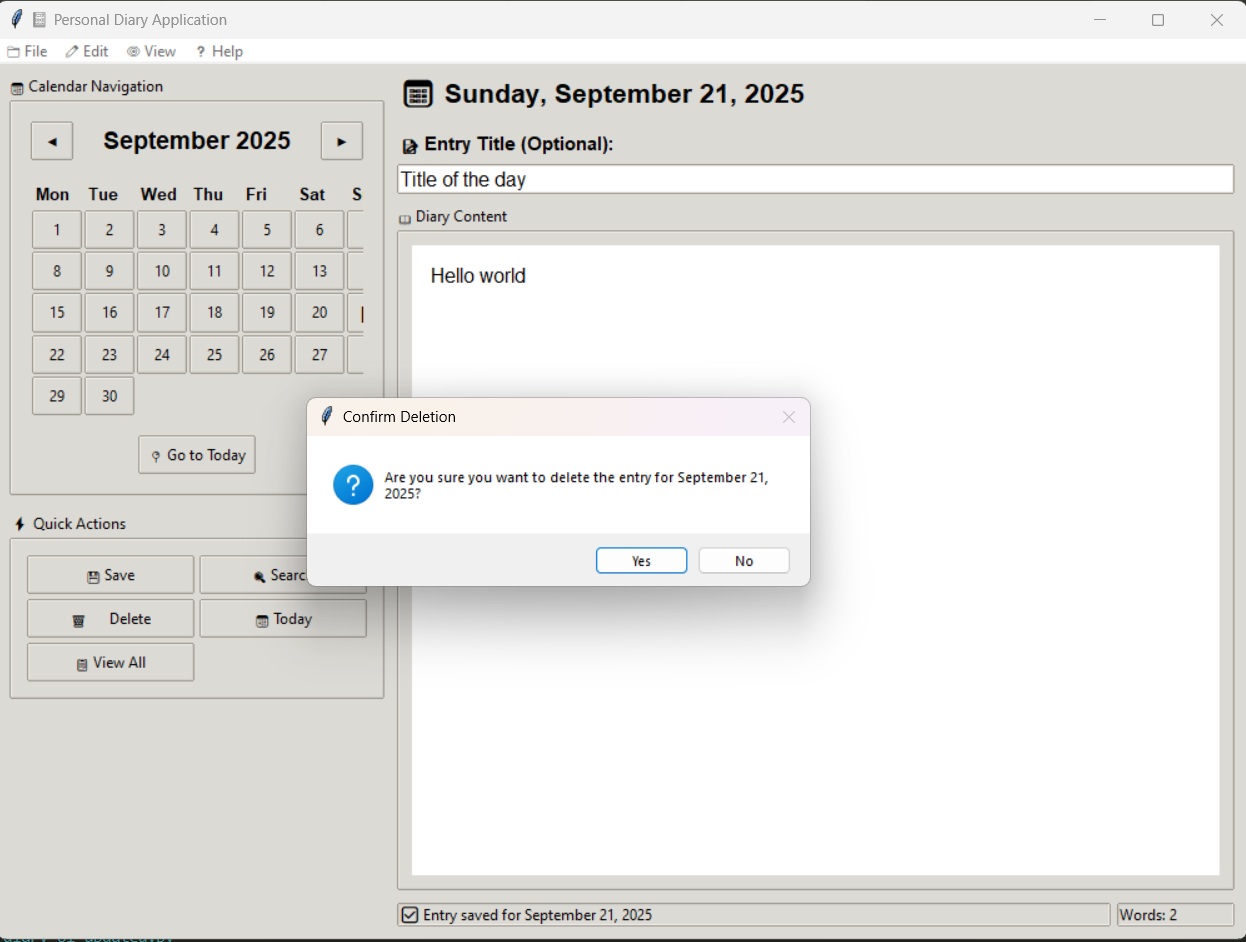 Personal Diary Application
File Edit View ? Help
Calendar Navigation
September 2025
Mon Tue Wed Thu Fri Sat S
1 2 3 4 5 6
8 9 10 11 12 13
15 16 17 18 19 20
22 23 24 25 26 27
29 30
Go to Today
Quick Actions
Save
Delete Today
View All
Sunday, September 21, 2025
Entry Title (Optional):
Title of the day
Diary Content
Hello world
Confirm Deletion
Are you sure you want to delete the entry for September 21,
2025?
Yes No
Entry saved for September 21, 2025
Words: 2